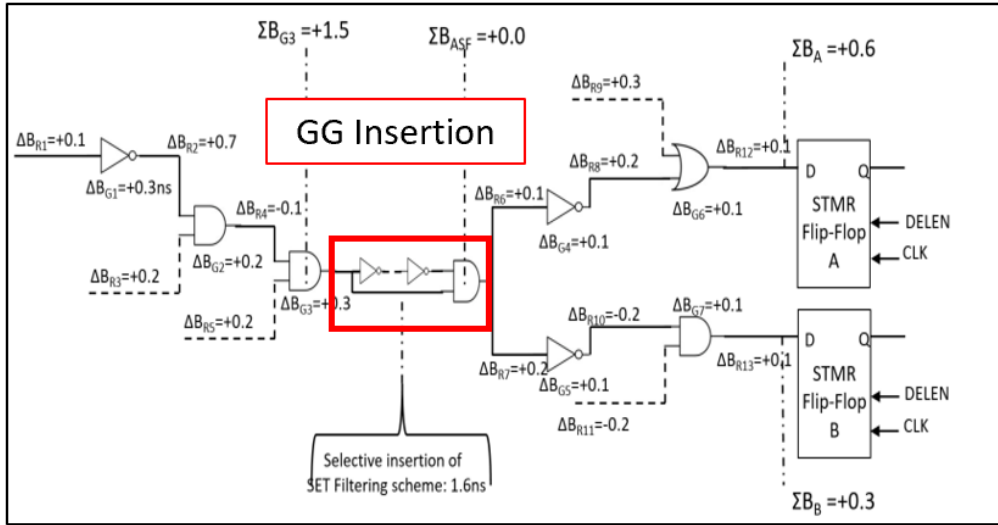 ΣB_G3 =+1.5
ΣB_ASF =+0.0
ΣB_A =+0.6
ΔB_R9=+0.3
GG Insertion
ΔB_R1=+0.1
ΔB_R2=+0.7
ΔB_R8=+0.2
ΔB_R12=+0.1
ΔB_G1=+0.3ns
ΔB_R4=-0.1
ΔB_R6=+0.1
ΔB_G6=+0.1
D Q
STMR
Flip-Flop
A
DELEN
CLK
ΔB_G4=+0.1
ΔB_G2=+0.2
ΔB_R3=+0.2
ΔB_G3=+0.3
ΔB_R5=+0.2
ΔB_R10=-0.2
ΔB_G7=+0.1
ΔB_R7=+0.2
ΔB_R13=+0.1
ΔB_G5=+0.1
ΔB_R11=-0.2
D Q
STMR
Flip-Flop
B
DELEN
CLK
Selective insertion of
SET Filtering scheme: 1.6ns
ΣB_B =+0.3